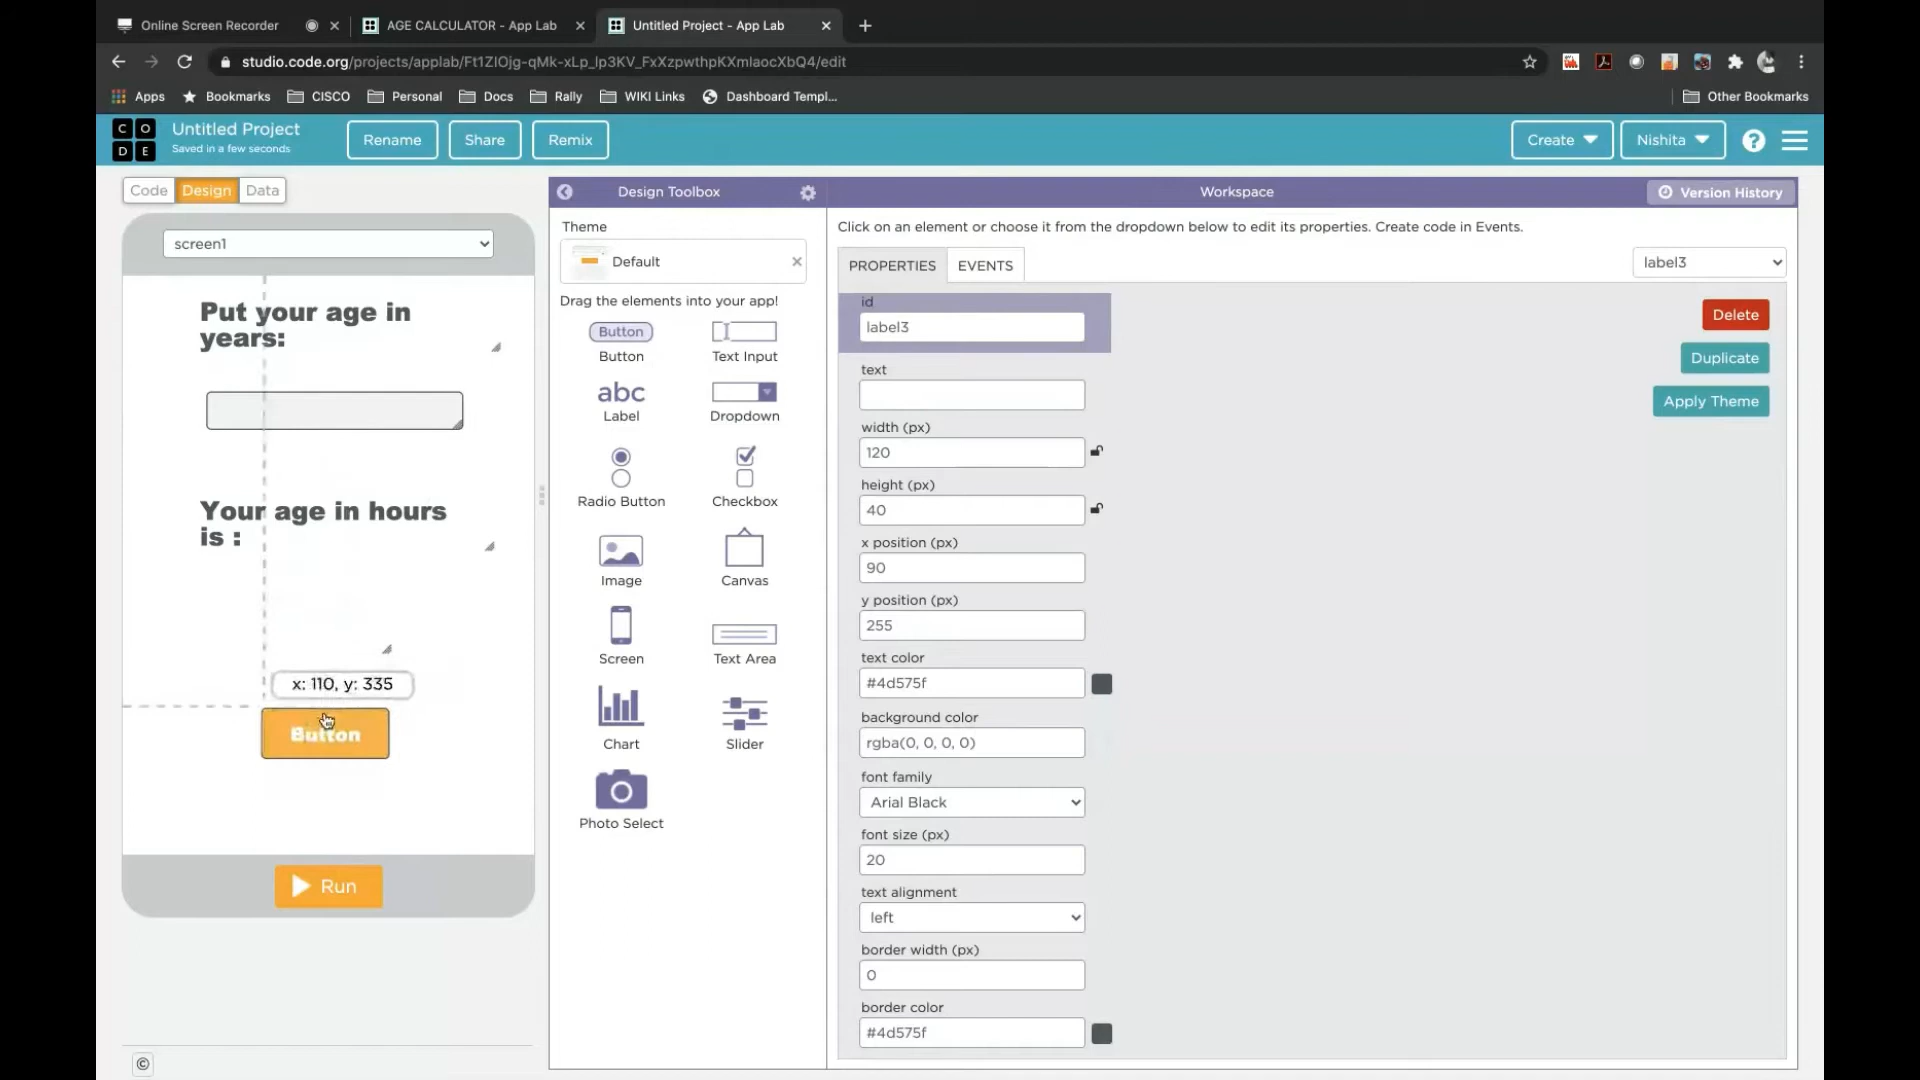 Online Screen Recorder
AGE CALCULATOR - App Lab
Untitled Project - App Lab
studio.code.org/projects/applab/Ft1ZIOjg-qMk-xLp_lp3KV_FxXzpwthpKXmlaocXbQ4/edit
Apps
Bookmarks
CISCO
Personal
Docs
Rally
WIKI Links
Dashboard Templ...
Other Bookmarks
C O
D E
Untitled Project
Saved in a few seconds
Rename
Share
Remix
Create
Nishita
?
Code
Design
Data
Design Toolbox
Workspace
Version History
screen1
Put your age in
years:
Your age in hours
is :
x: 110, y: 335
Button
Run
©
Theme
Default
Drag the elements into your app!
Button
Button
Text Input
abc
Label
Dropdown
Radio Button
Checkbox
Image
Canvas
Screen
Text Area
Chart
Slider
Photo Select
Click on an element or choose it from the dropdown below to edit its properties. Create code in Events.
PROPERTIES
EVENTS
label3
Delete
Duplicate
Apply Theme
id
label3
text
width (px)
120
height (px)
40
x position (px)
90
y position (px)
255
text color
#4d575f
background color
rgba(0, 0, 0, 0)
font family
Arial Black
font size (px)
20
text alignment
left
border width (px)
0
border color
#4d575f